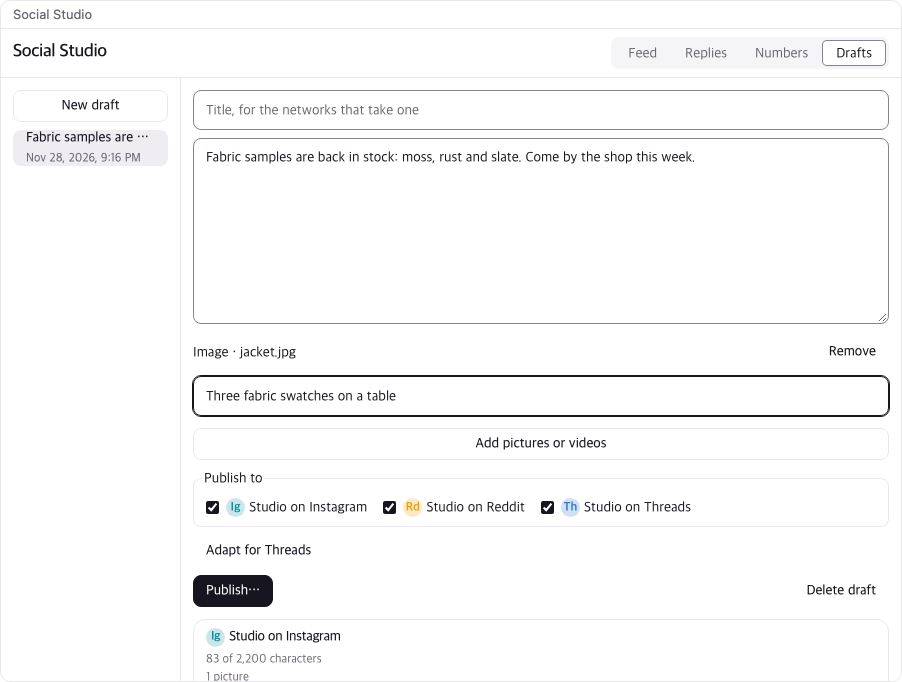 Social Studio
Social Studio
Feed
Replies
Numbers
Drafts
New draft
Fabric samples are ···
Nov 28, 2026, 9:16 PM
Title, for the networks that take one
Fabric samples are back in stock: moss, rust and slate. Come by the shop this week.
Image · jacket.jpg
Remove
Three fabric swatches on a table
Add pictures or videos
Publish to
Ig Studio on Instagram
Rd Studio on Reddit
Th Studio on Threads
Adapt for Threads
Publish···
Delete draft
Ig Studio on Instagram
83 of 2,200 characters
1 picture